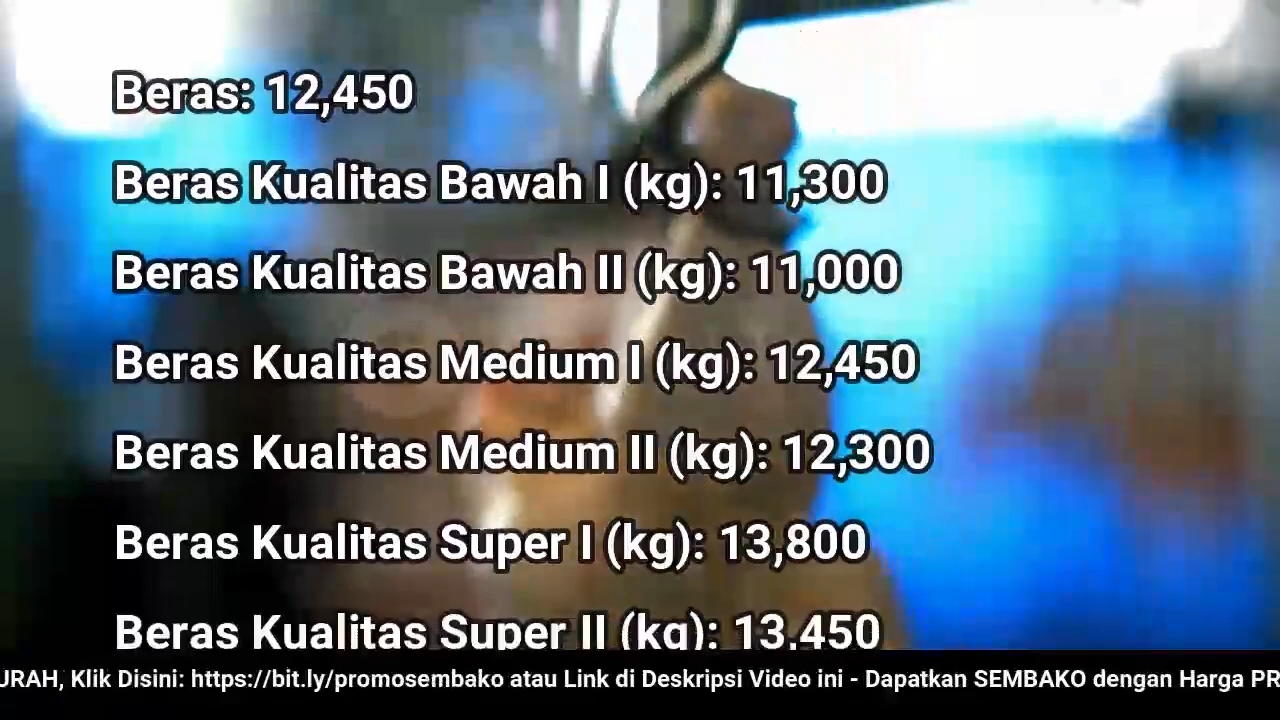 Beras: 12,450
Beras Kualitas Bawah I (kg): 11,300
Beras Kualitas Bawah II (kg): 11,000
Beras Kualitas Medium I (kg): 12,450
Beras Kualitas Medium II (kg): 12,300
Beras Kualitas Super I (kg): 13,800
Beras Kualitas Super II (kg): 13,450
URAH, Klik Disini: https://bit.ly/promosembako atau Link di Deskripsi Video ini - Dapatkan SEMBAKO dengan Harga PR